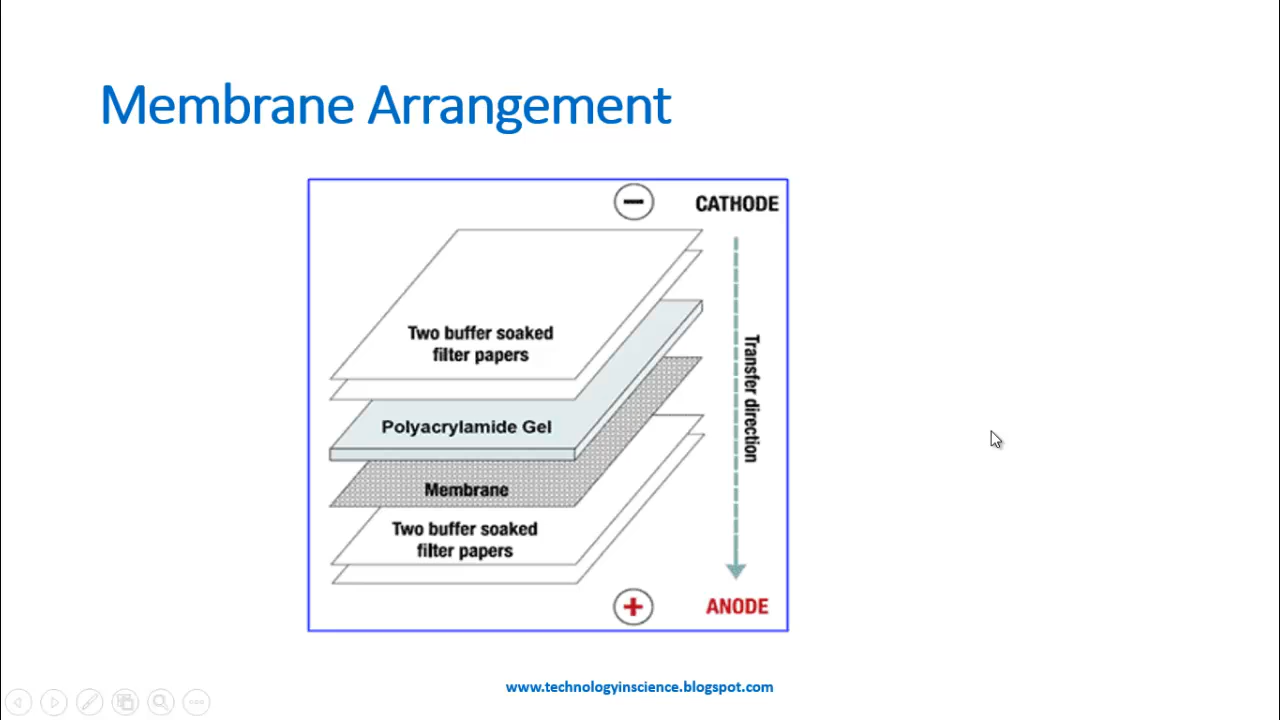 Membrane Arrangement
CATHODE
Two buffer soaked
filter papers
Transfer direction
Polyacrylamide Gel
Membrane
Two buffer soaked
filter papers
ANODE
www.technologyinscience.blogspot.com